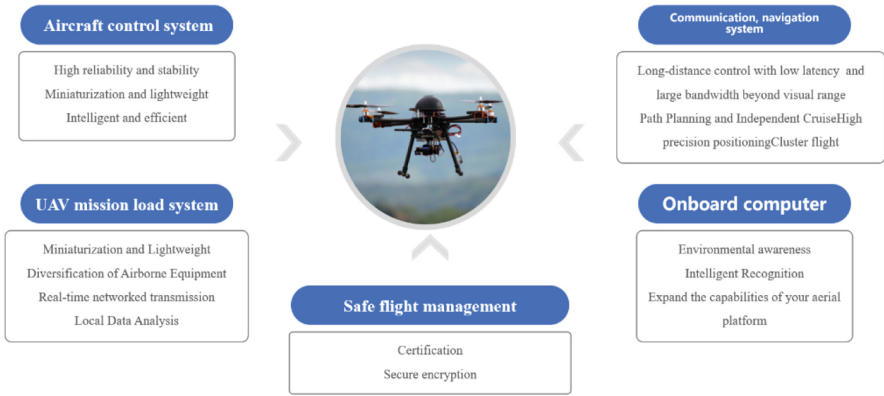 Aircraft control system
High reliability and stability
Miniaturization and lightweight
Intelligent and efficient
UAV mission load system
Miniaturization and Lightweight
Diversification of Airborne Equipment
Real-time networked transmission
Local Data Analysis
Safe flight management
Certification
Secure encryption
Communication, navigation
system
Long-distance control with low latency and
large bandwidth beyond visual range
Path Planning and Independent CruiseHigh
precision positioningCluster flight
Onboard computer
Environmental awareness
Intelligent Recognition
Expand the capabilities of your aerial
platform